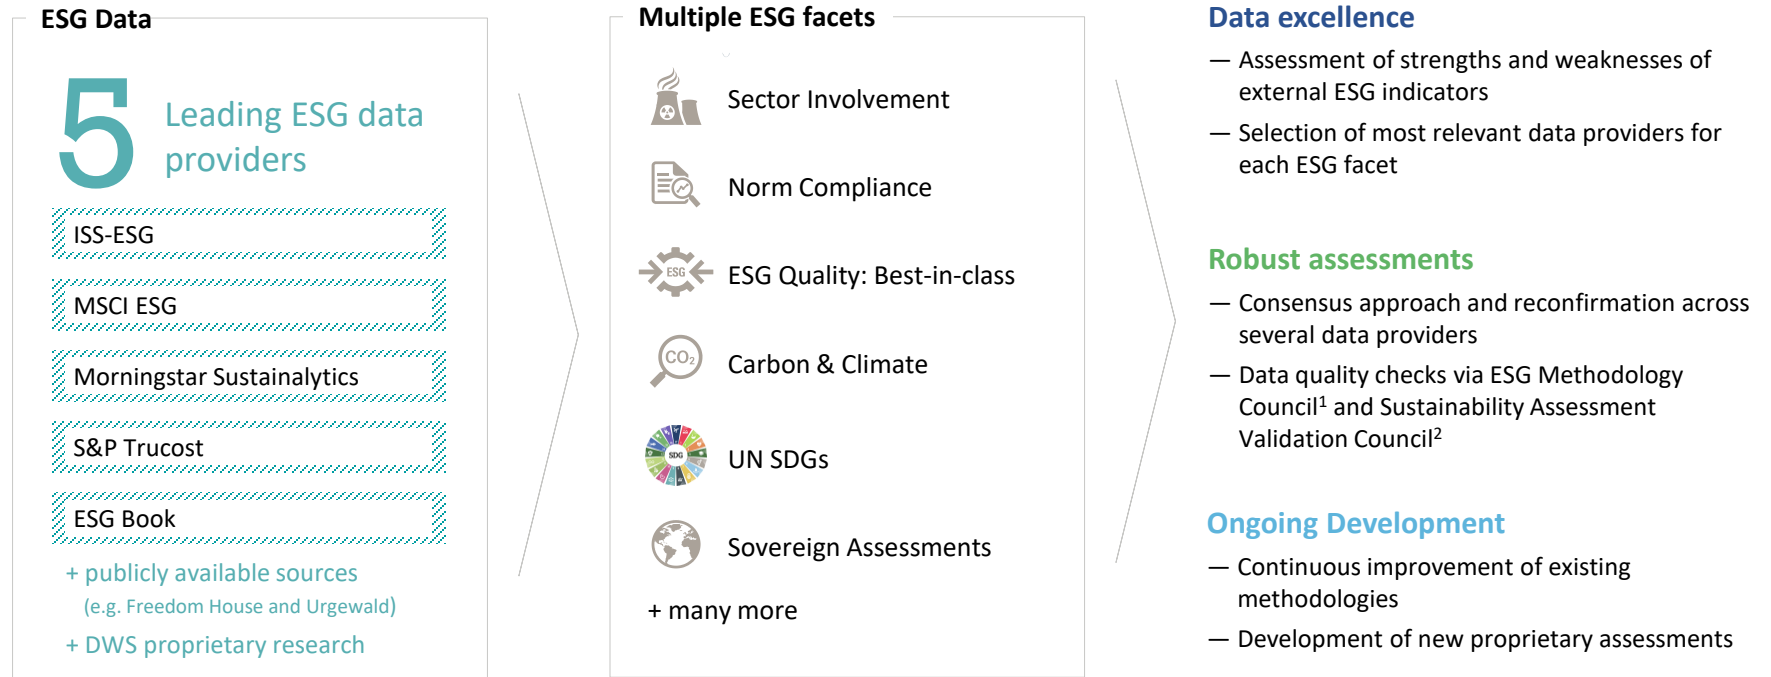 ESG Data
5
Leading ESG data
providers
ISS-ESG
MSCI ESG
Morningstar Sustainalytics
S&P Trucost
ESG Book
+ publicly available sources
(e.g. Freedom House and Urgewald)
+ DWS proprietary research
Multiple ESG facets
Sector Involvement
Norm Compliance
ESG
ESG Quality: Best-in-class
CO₂
Carbon & Climate
SDG
UN SDGs
Sovereign Assessments
+ many more
Data excellence
— Assessment of strengths and weaknesses of
external ESG indicators
— Selection of most relevant data providers for
each ESG facet
Robust assessments
— Consensus approach and reconfirmation across
several data providers
— Data quality checks via ESG Methodology
Council¹ and Sustainability Assessment
Validation Council²
Ongoing Development
— Continuous improvement of existing
methodologies
— Development of new proprietary assessments